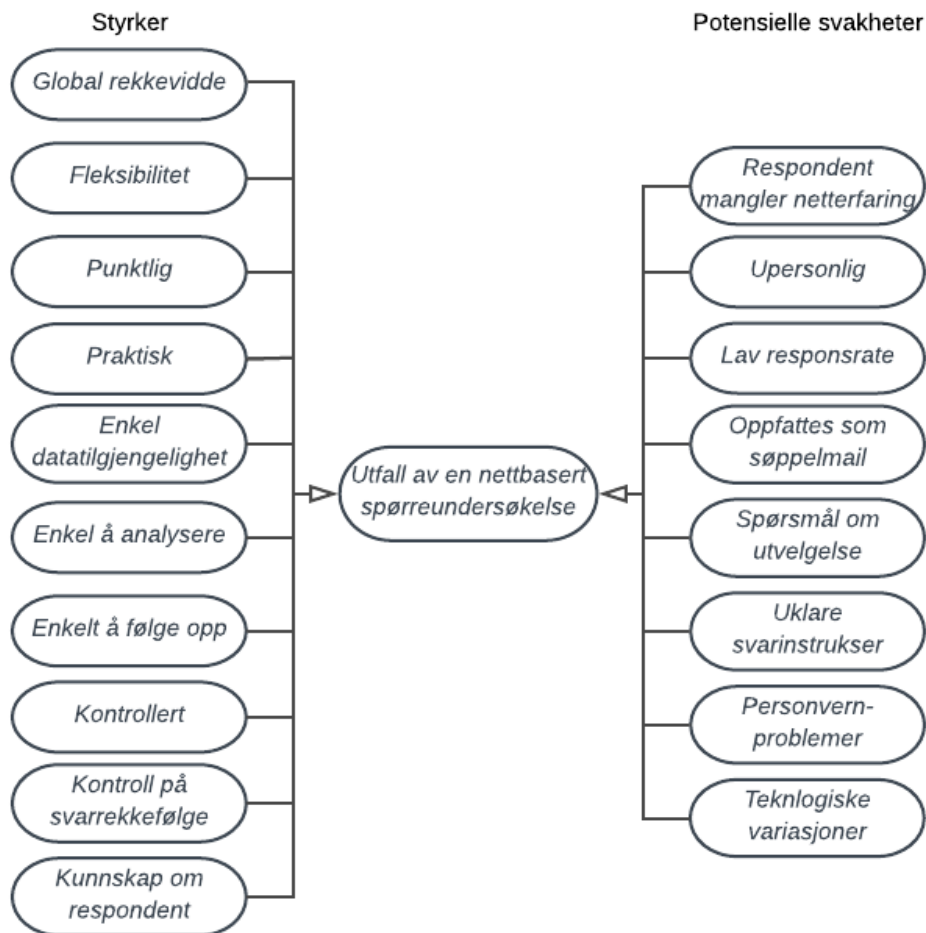 Styrker
Global rekkevidde
Fleksibilitet
Punktlig
Praktisk
Enkel
datatilgjengelighet
Enkel å analysere
Enkelt å følge opp
Kontrollert
Kontroll på
svarrekkefølge
Kunnskap om
respondent
Utfall av en nettbasert
spørreundersøkelse
Potensielle svakheter
Respondent
mangler netterfaring
Upersonlig
Lav responsrate
Oppfattes som
søppelmail
Spørsmål om
utvelgelse
Uklare
svarinstrukser
Personvern-
problemer
Teknlogiske
variasjoner